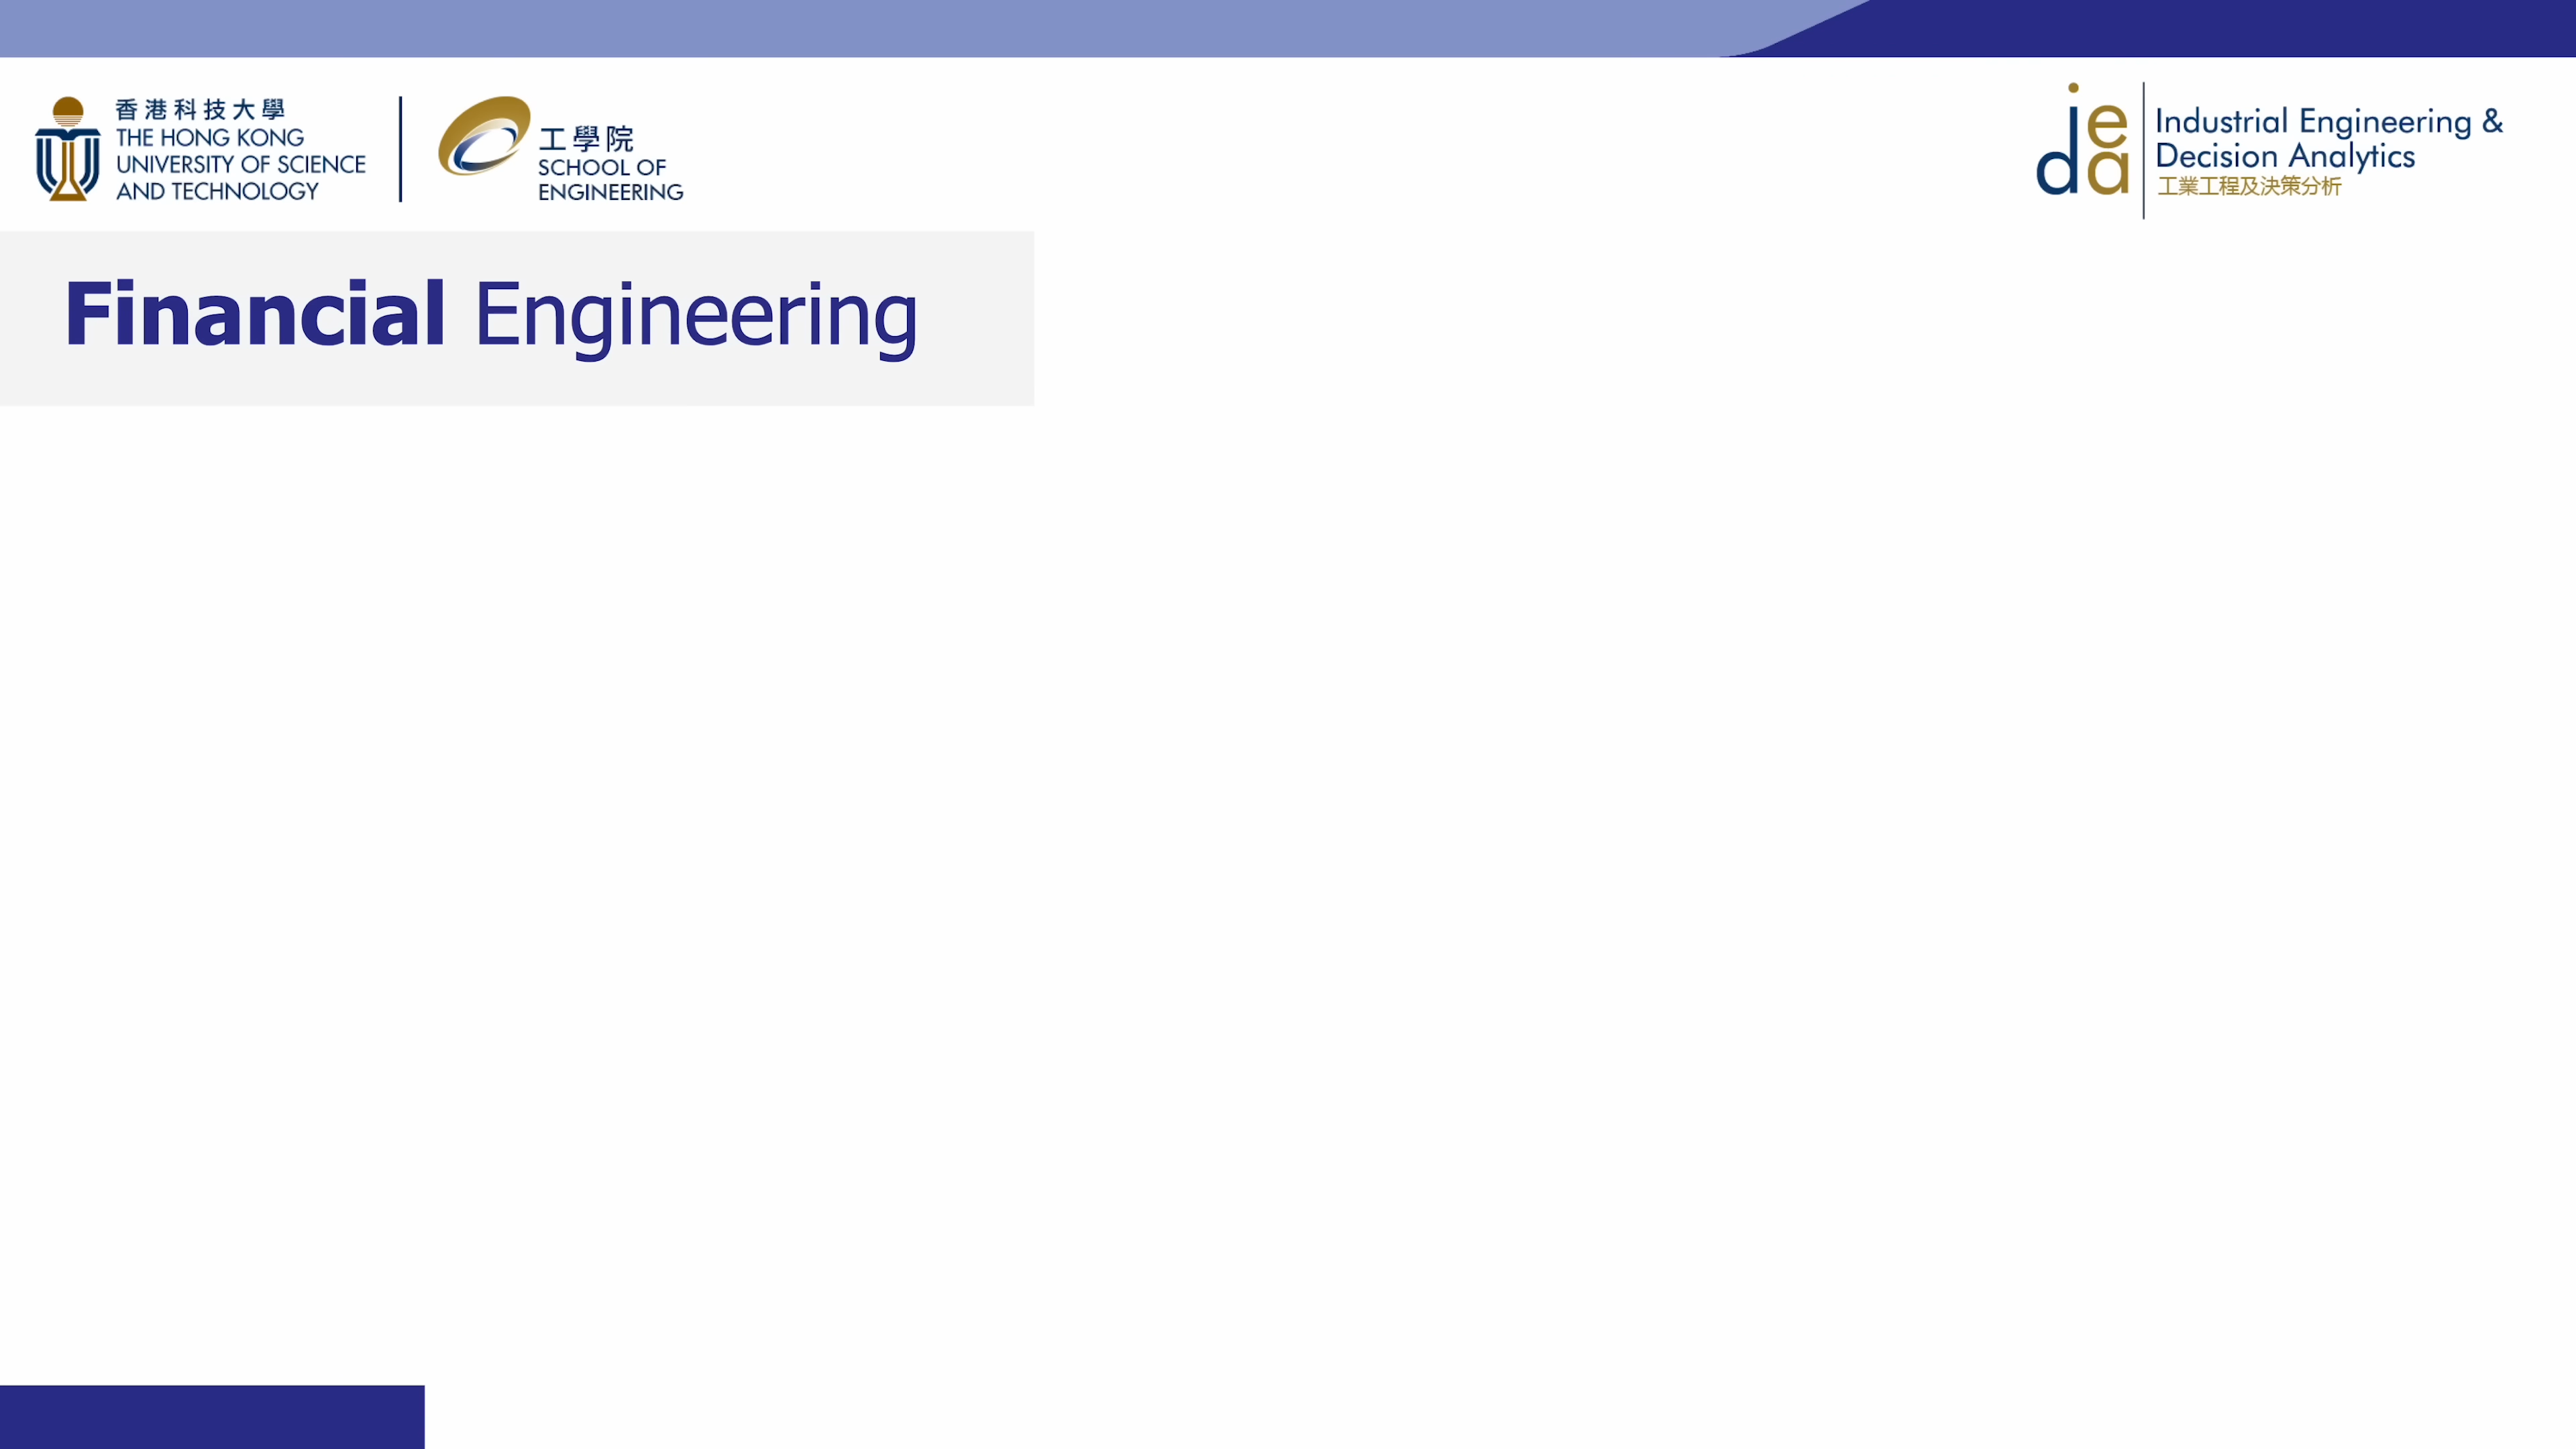 香港科技大學
THE HONG KONG
UNIVERSITY OF SCIENCE
AND TECHNOLOGY
工學院
SCHOOL OF
ENGINEERING
ieda
Industrial Engineering &
Decision Analytics
工業工程及決策分析
Financial Engineering